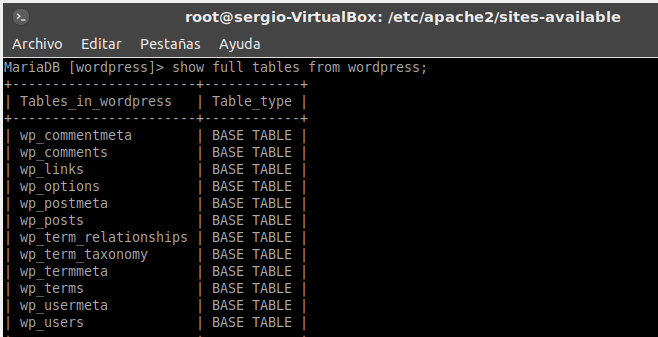 root@sergio-VirtualBox: /etc/apache2/sites-available
Archivo Editar Pestañas Ayuda
MariaDB [wordpress]> show full tables from wordpress;
+-----------------------+------------+
| Tables_in_wordpress   | Table_type |
+-----------------------+------------+
| wp_commentmeta        | BASE TABLE |
| wp_comments           | BASE TABLE |
| wp_links              | BASE TABLE |
| wp_options            | BASE TABLE |
| wp_postmeta           | BASE TABLE |
| wp_posts              | BASE TABLE |
| wp_term_relationships | BASE TABLE |
| wp_term_taxonomy      | BASE TABLE |
| wp_termmeta           | BASE TABLE |
| wp_terms              | BASE TABLE |
| wp_usermeta           | BASE TABLE |
| wp_users              | BASE TABLE |